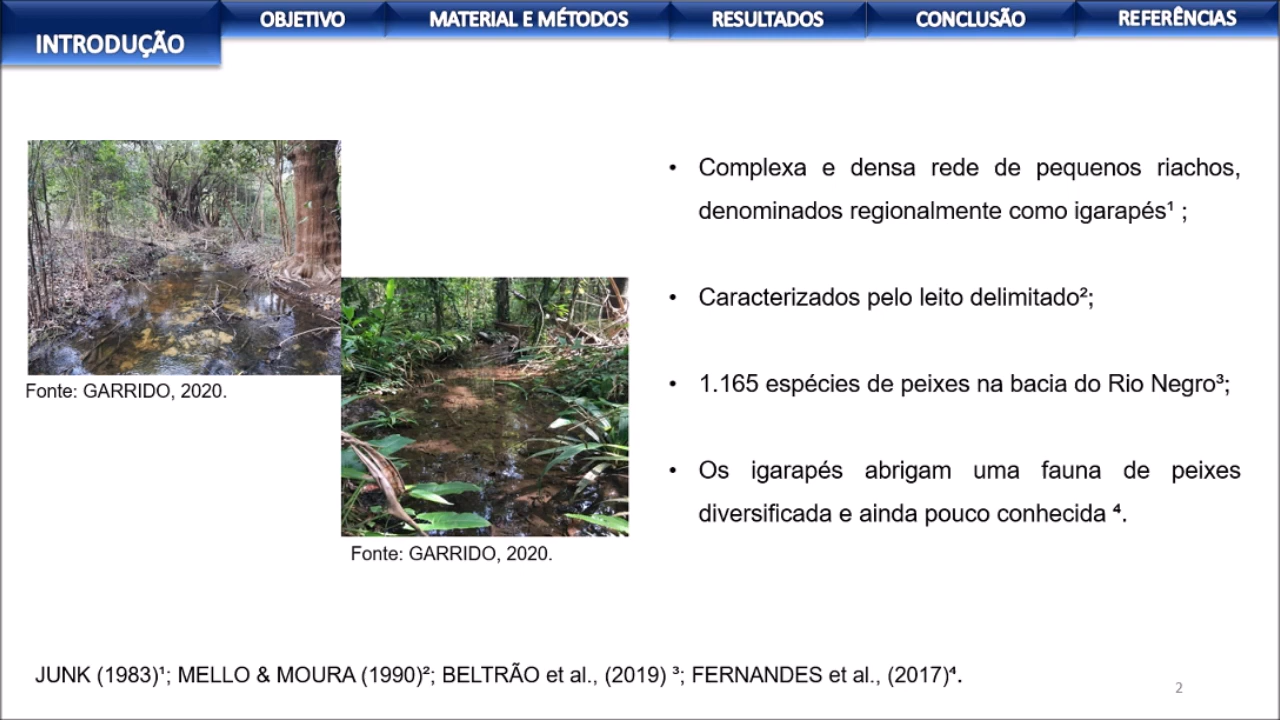 INTRODUÇÃO
OBJETIVO
MATERIAL E MÉTODOS
RESULTADOS
CONCLUSÃO
REFERÊNCIAS
Fonte: GARRIDO, 2020.
Fonte: GARRIDO, 2020.
• Complexa e densa rede de pequenos riachos,
denominados regionalmente como igarapés¹ ;
• Caracterizados pelo leito delimitado²;
• 1.165 espécies de peixes na bacia do Rio Negro³;
• Os igarapés abrigam uma fauna de peixes
diversificada e ainda pouco conhecida ⁴.
JUNK (1983)¹; MELLO & MOURA (1990)²; BELTRÃO et al., (2019) ³; FERNANDES et al., (2017)⁴.
2